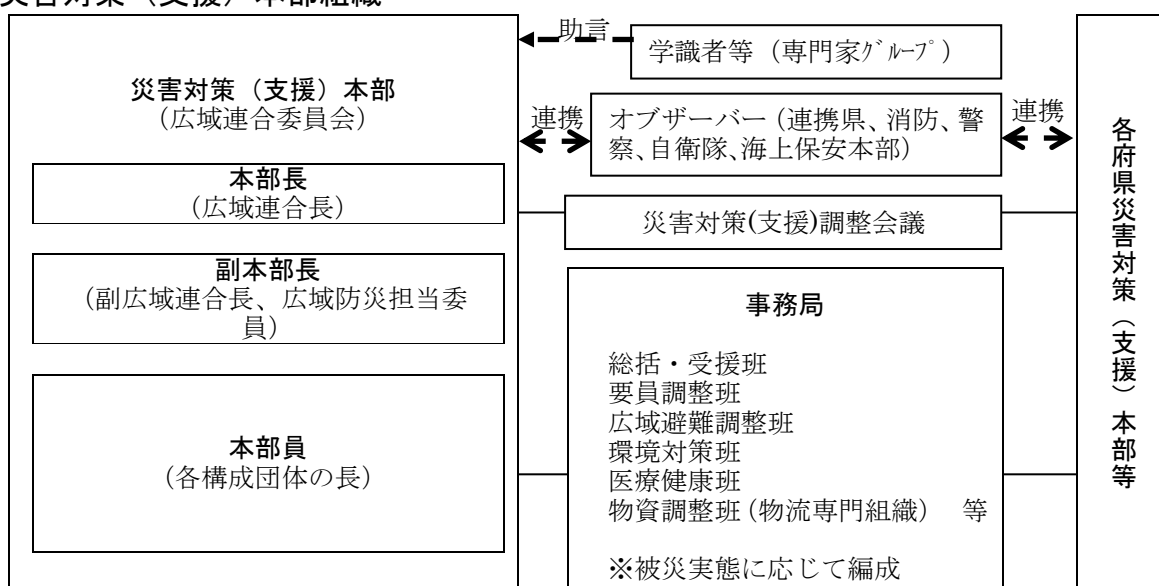 災害対策（支援）本部組織
災害対策（支援）本部
（広域連合委員会）
本部長
（広域連合長）
副本部長
（副広域連合長、広域防災担当委
員）
本部員
（各構成団体の長）
助言
学識者等（専門家ｸﾞﾙｰﾌﾟ）
連携
オブザーバー（連携県、消防、警
察、自衛隊、海上保安本部）
連携
災害対策(支援)調整会議
事務局
総括・受援班
要員調整班
広域避難調整班
環境対策班
医療健康班
物資調整班（物流専門組織）　等
※被災実態に応じて編成
各府県災害対策（支援）本部等